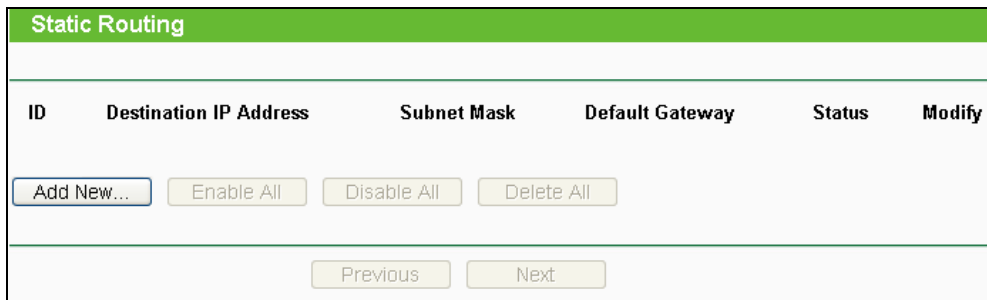 Static Routing
ID Destination IP Address Subnet Mask Default Gateway Status Modify
Add New... Enable All Disable All Delete All
Previous Next